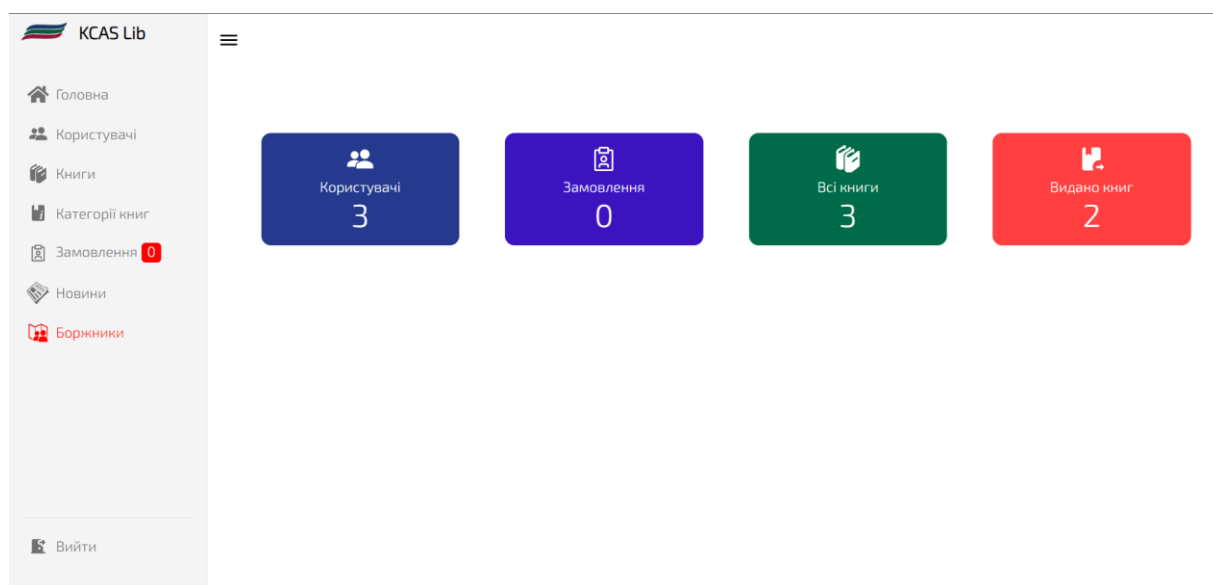 KCAS Lib
Головна
Користувачі
Книги
Категорії книг
Замовлення 0
Новини
Боржники
Вийти
Користувачі
3
Замовлення
0
Всі книги
3
Видано книг
2